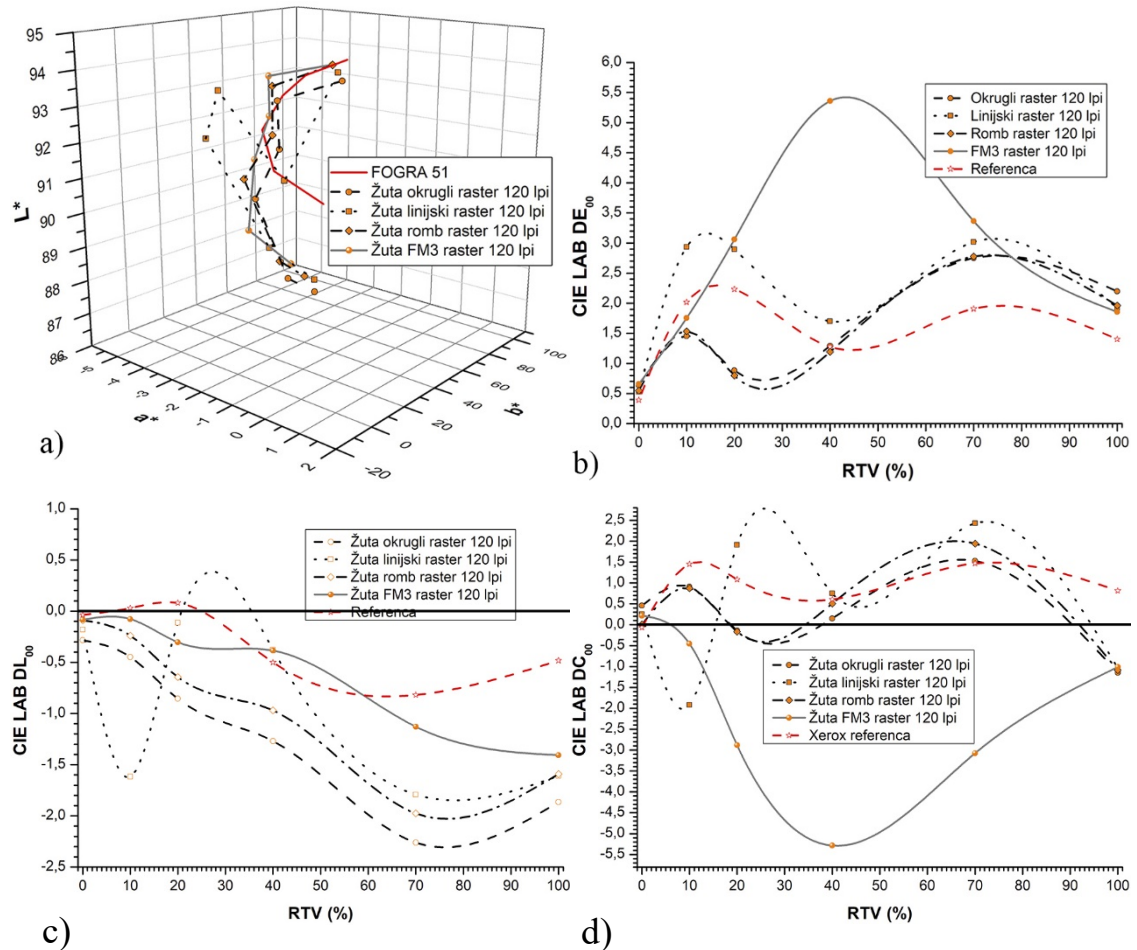 95
94
93
92
91
90
89
88
87
86
L*
-6
-5
-4
-3
-2
-1
0
1
2
a*
-20
0
20
40
60
80
100
b*
FOGRA 51
Žuta okrugli raster 120 lpi
Žuta linijski raster 120 lpi
Žuta romb raster 120 lpi
Žuta FM3 raster 120 lpi
a)
6,0
5,5
5,0
4,5
4,0
3,5
3,0
2,5
2,0
1,5
1,0
0,5
0,0
CIE LAB DE00
Okrugli raster 120 lpi
Linijski raster 120 lpi
Romb raster 120 lpi
FM3 raster 120 lpi
Referenca
0 10 20 30 40 50 60 70 80 90 100
RTV (%)
b)
1,0
0,5
0,0
-0,5
-1,0
-1,5
-2,0
-2,5
CIE LAB DL00
Žuta okrugli raster 120 lpi
Žuta linijski raster 120 lpi
Žuta romb raster 120 lpi
Žuta FM3 raster 120 lpi
Referenca
0 10 20 30 40 50 60 70 80 90 100
RTV (%)
c)
2,5
2,0
1,5
1,0
0,5
0,0
-0,5
-1,0
-1,5
-2,0
-2,5
-3,0
-3,5
-4,0
-4,5
-5,0
-5,5
CIE LAB DC00
Žuta okrugli raster 120 lpi
Žuta linijski raster 120 lpi
Žuta romb raster 120 lpi
Žuta FM3 raster 120 lpi
Xerox referenca
0 10 20 30 40 50 60 70 80 90 100
RTV (%)
d)